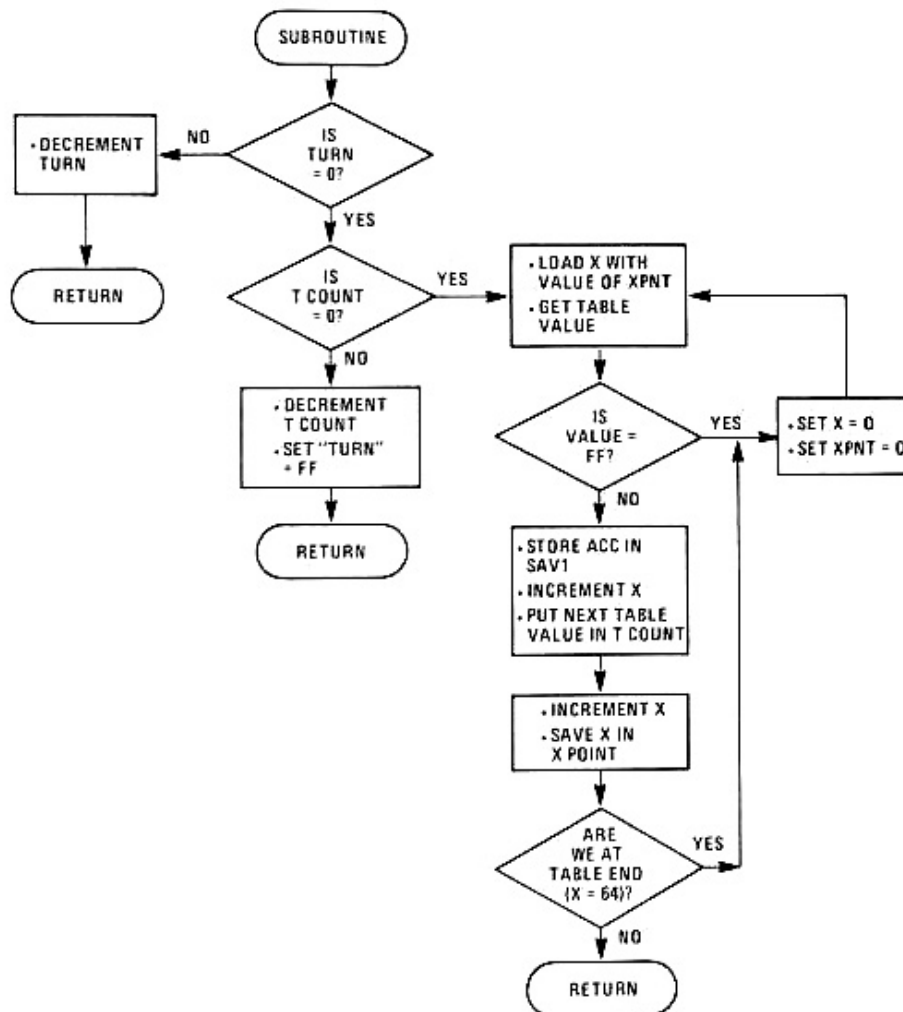 SUBROUTINE
IS
TURN
= 0?
NO
• DECREMENT
TURN
RETURN
YES
IS
T COUNT
= 0?
YES
NO
• DECREMENT
T COUNT
• SET "TURN"
= FF
RETURN
• LOAD X WITH
VALUE OF XPNT
• GET TABLE
VALUE
IS
VALUE =
FF?
YES
• SET X = 0
• SET XPNT = 0
NO
• STORE ACC IN
SAV1
• INCREMENT X
• PUT NEXT TABLE
VALUE IN T COUNT
• INCREMENT X
• SAVE X IN
X POINT
ARE
WE AT
TABLE END
(X = 64)?
YES
NO
RETURN